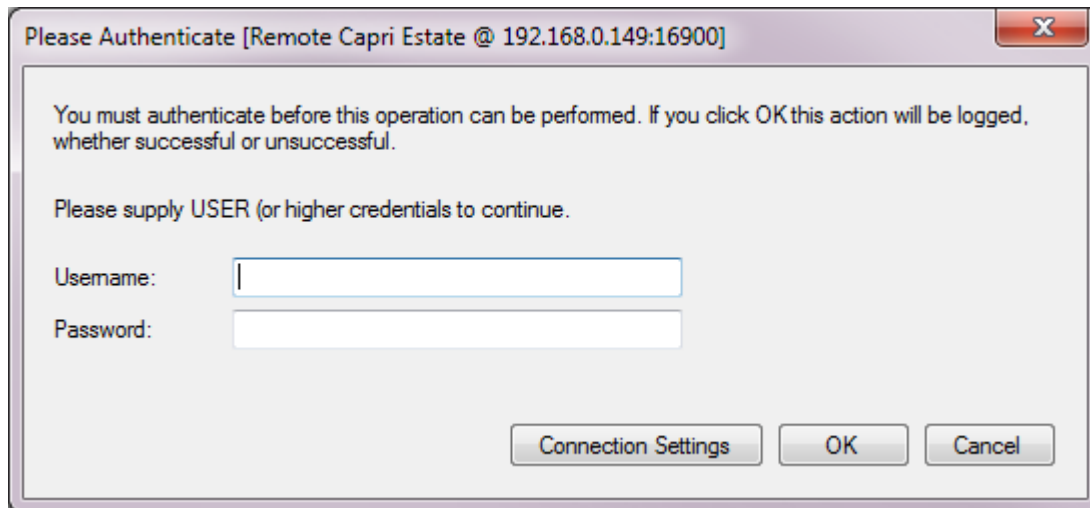 Please Authenticate [Remote Capri Estate @ 192.168.0.149:16900]
You must authenticate before this operation can be performed. If you click OK this action will be logged,
whether successful or unsuccessful.
Please supply USER (or higher credentials to continue.
Username:
Password:
Connection Settings OK Cancel